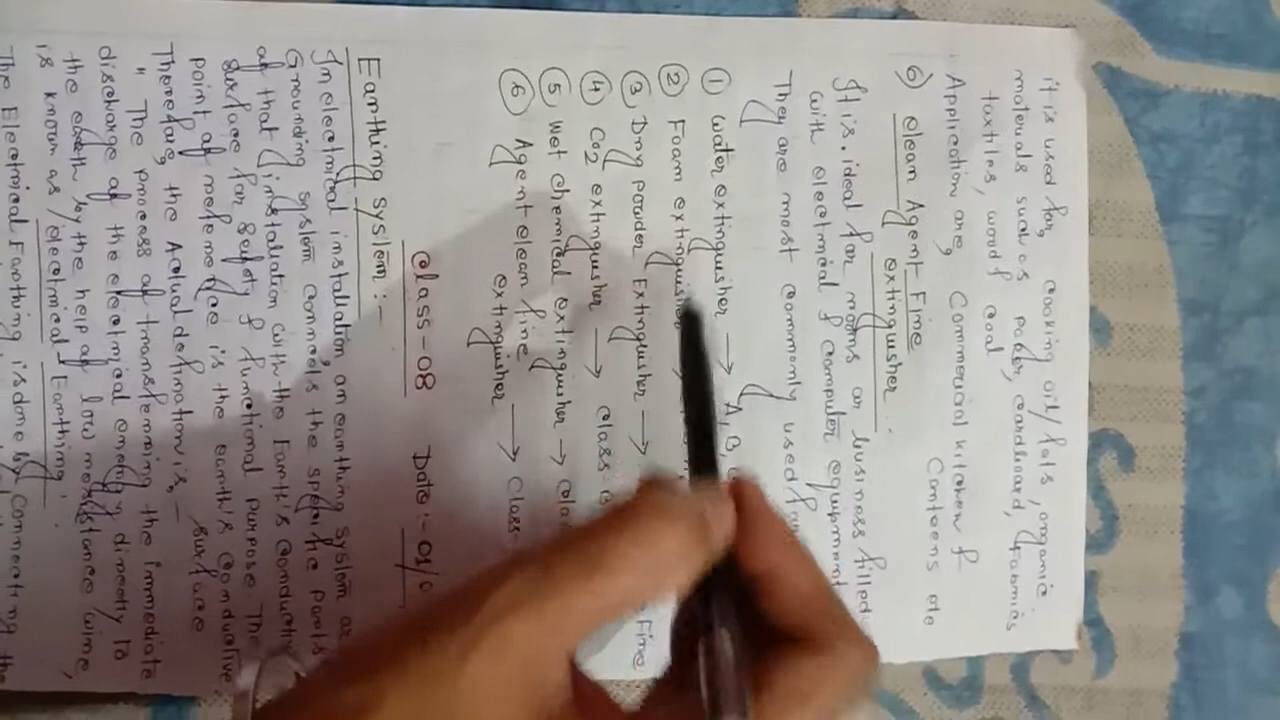 it is used for, cooking oil/fats, organic
materials such as paper, cardboard, fabrics
textiles, wood & coal
Application are, Commercial kitchen &
Canteens etc
6) Clean Agent Fire
extinguisher
It is ideal for rooms or business filled
with electrical & computer equipment
They are most commonly used for
① Water extinguisher → A, B,
② Foam extinguisher
③ Dry powder Extinguisher → Fire
④ CO2 extinguisher → Class-B
⑤ Wet chemical extinguisher →
⑥ Agent clean fire → Class-
extinguisher
Class-08 Date:- 01/0
Earthing System:-
In electrical installation, an earthing system or
Grounding system connects the specific parts
of that installation with the Earth's conductive
surface for safety & functional purpose The
point of reference is the earth's conductive
surface
Therefore, the Actual definition is,-
" The process of transferring the immediate
discharge of the electrical energy directly to
the earth by the help of low resistance wire,
is known as electrical Earthing'
The Electrical Earthing is done by connecting the